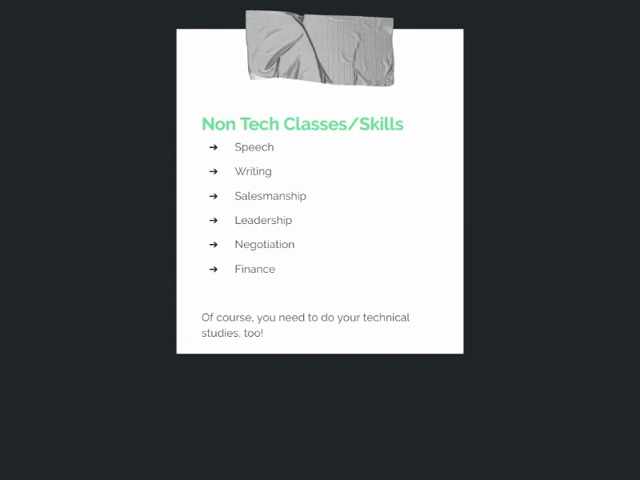 Non Tech Classes/Skills
➔ Speech
➔ Writing
➔ Salesmanship
➔ Leadership
➔ Negotiation
➔ Finance
Of course, you need to do your technical
studies, too!